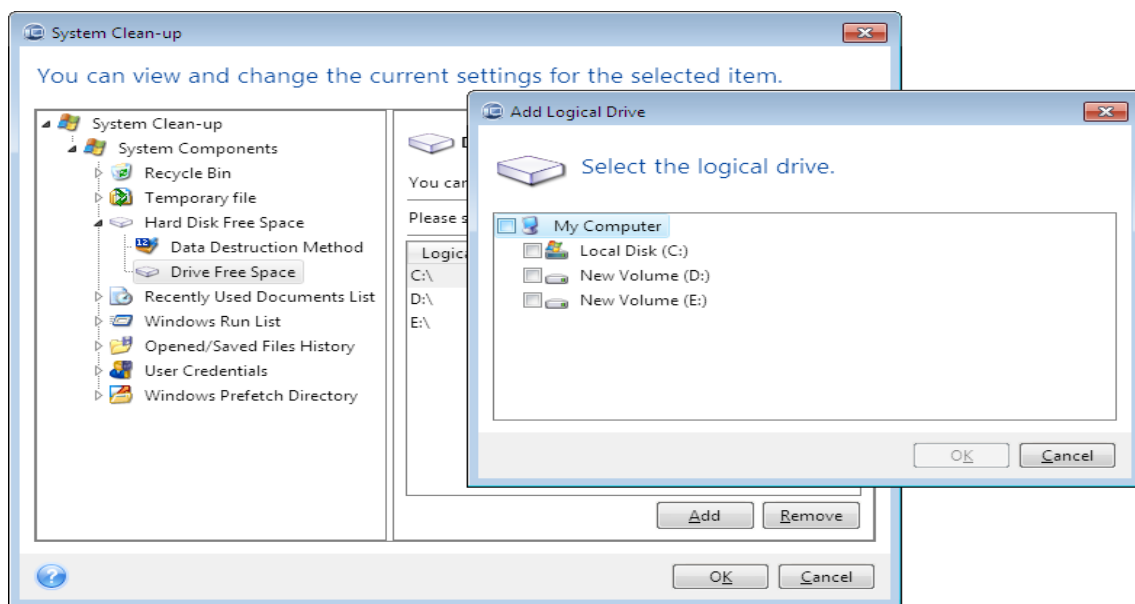 System Clean-up
You can view and change the current settings for the selected item.
System Clean-up
System Components
Recycle Bin
Temporary file
Hard Disk Free Space
Data Destruction Method
Drive Free Space
Recently Used Documents List
Windows Run List
Opened/Saved Files History
User Credentials
Windows Prefetch Directory
You can
Please s
Logica
C:\
D:\
E:\
Add Remove
OK Cancel
Add Logical Drive
Select the logical drive.
My Computer
Local Disk (C:)
New Volume (D:)
New Volume (E:)
OK Cancel